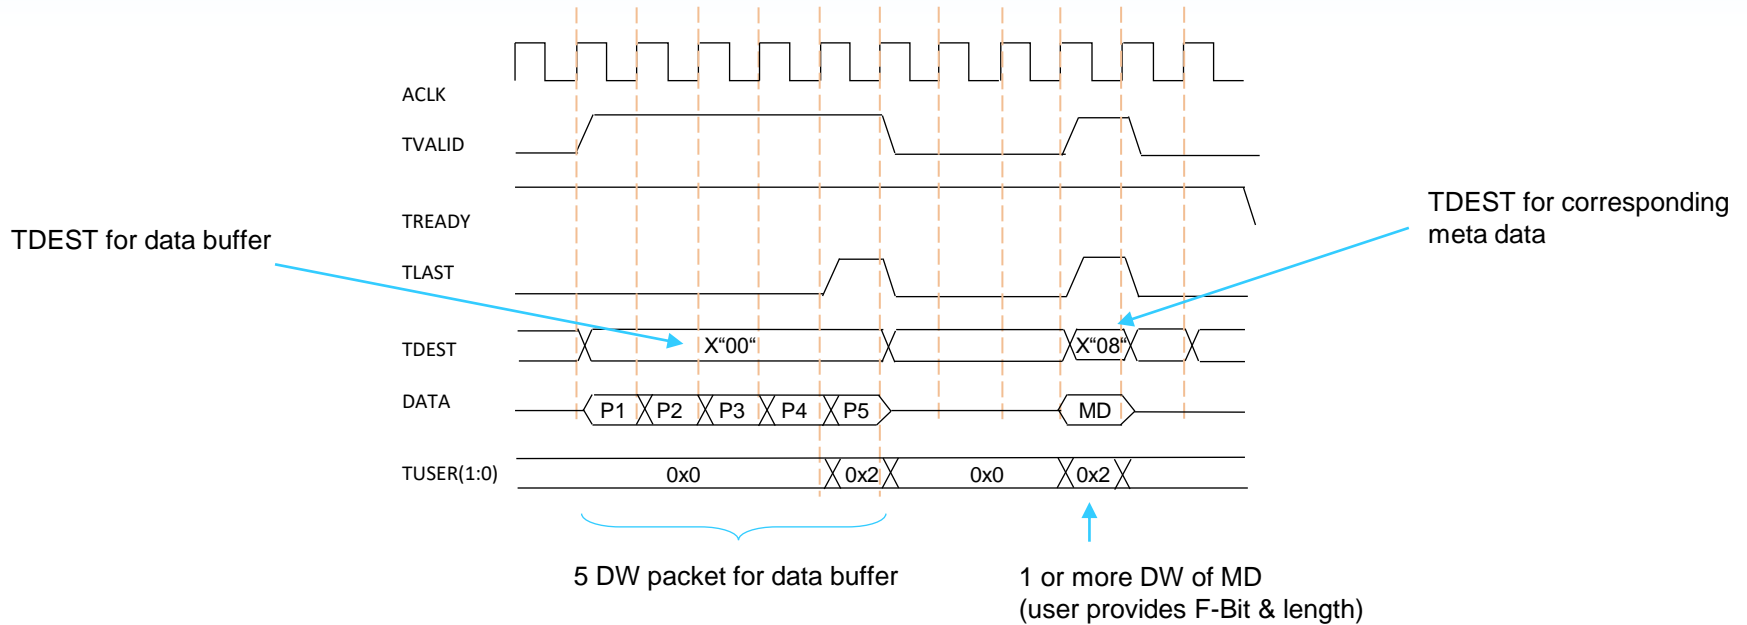 ACLK
TVALID
TREADY
TDEST for data buffer
TDEST for corresponding
meta data
TLAST
TDEST
X“00“
X“08“
DATA
P1
P2
P3
P4
P5
MD
TUSER(1:0)
0x0
0x2
0x0
0x2
5 DW packet for data buffer
1 or more DW of MD
(user provides F-Bit & length)